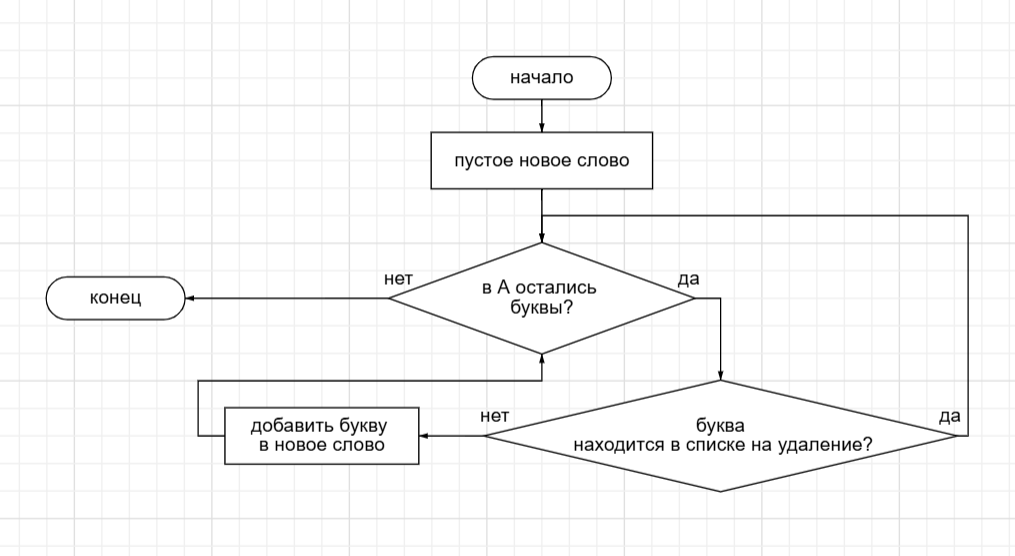 начало
пустое новое слово
нет
да
в А остались
буквы?
конец
нет
да
добавить букву
в новое слово
буква
находится в списке на удаление?